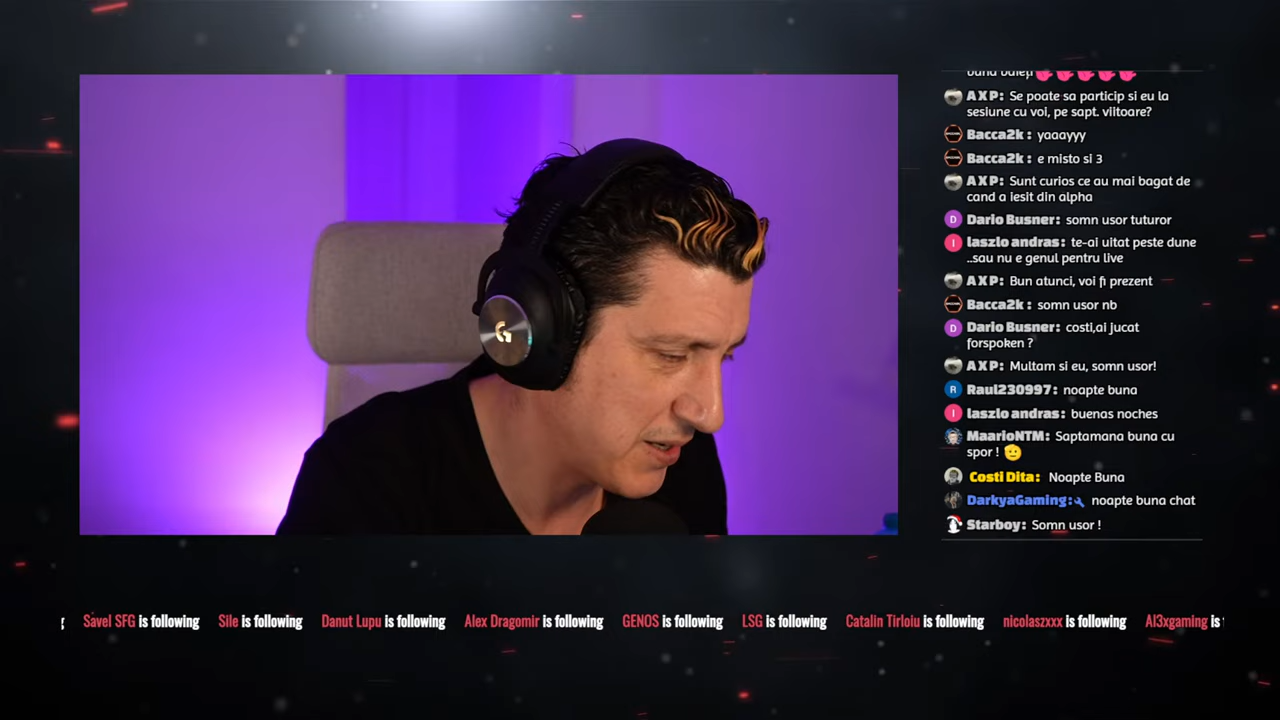 AXP: Se poate sa particip si eu la
sesiune cu voi, pe sapt. viitoare?
Bacca2k: yaaayyy
Bacca2k: e misto si 3
AXP: Sunt curios ce au mai bagat de
cand a iesit din alpha
D Dario Busner: somn usor tuturor
l laszlo andras: te-ai uitat peste dune
..sau nu e genul pentru live
AXP: Bun atunci, voi fi prezent
Bacca2k: somn usor nb
D Dario Busner: costi,ai jucat
forspoken ?
AXP: Multam si eu, somn usor!
R Raul230997: noapte buna
l laszlo andras: buenas noches
MaarioNTM: Saptamana buna cu
spor !
Costi Dita: Noapte Buna
DarkyaGaming: noapte buna chat
Starboy: Somn usor !
G
Savel SFG is following Sile is following Danut Lupu is following Alex Dragomir is following GENOS is following LSG is following Catalin Tirloiu is following nicolaszxxx is following Al3xgaming is